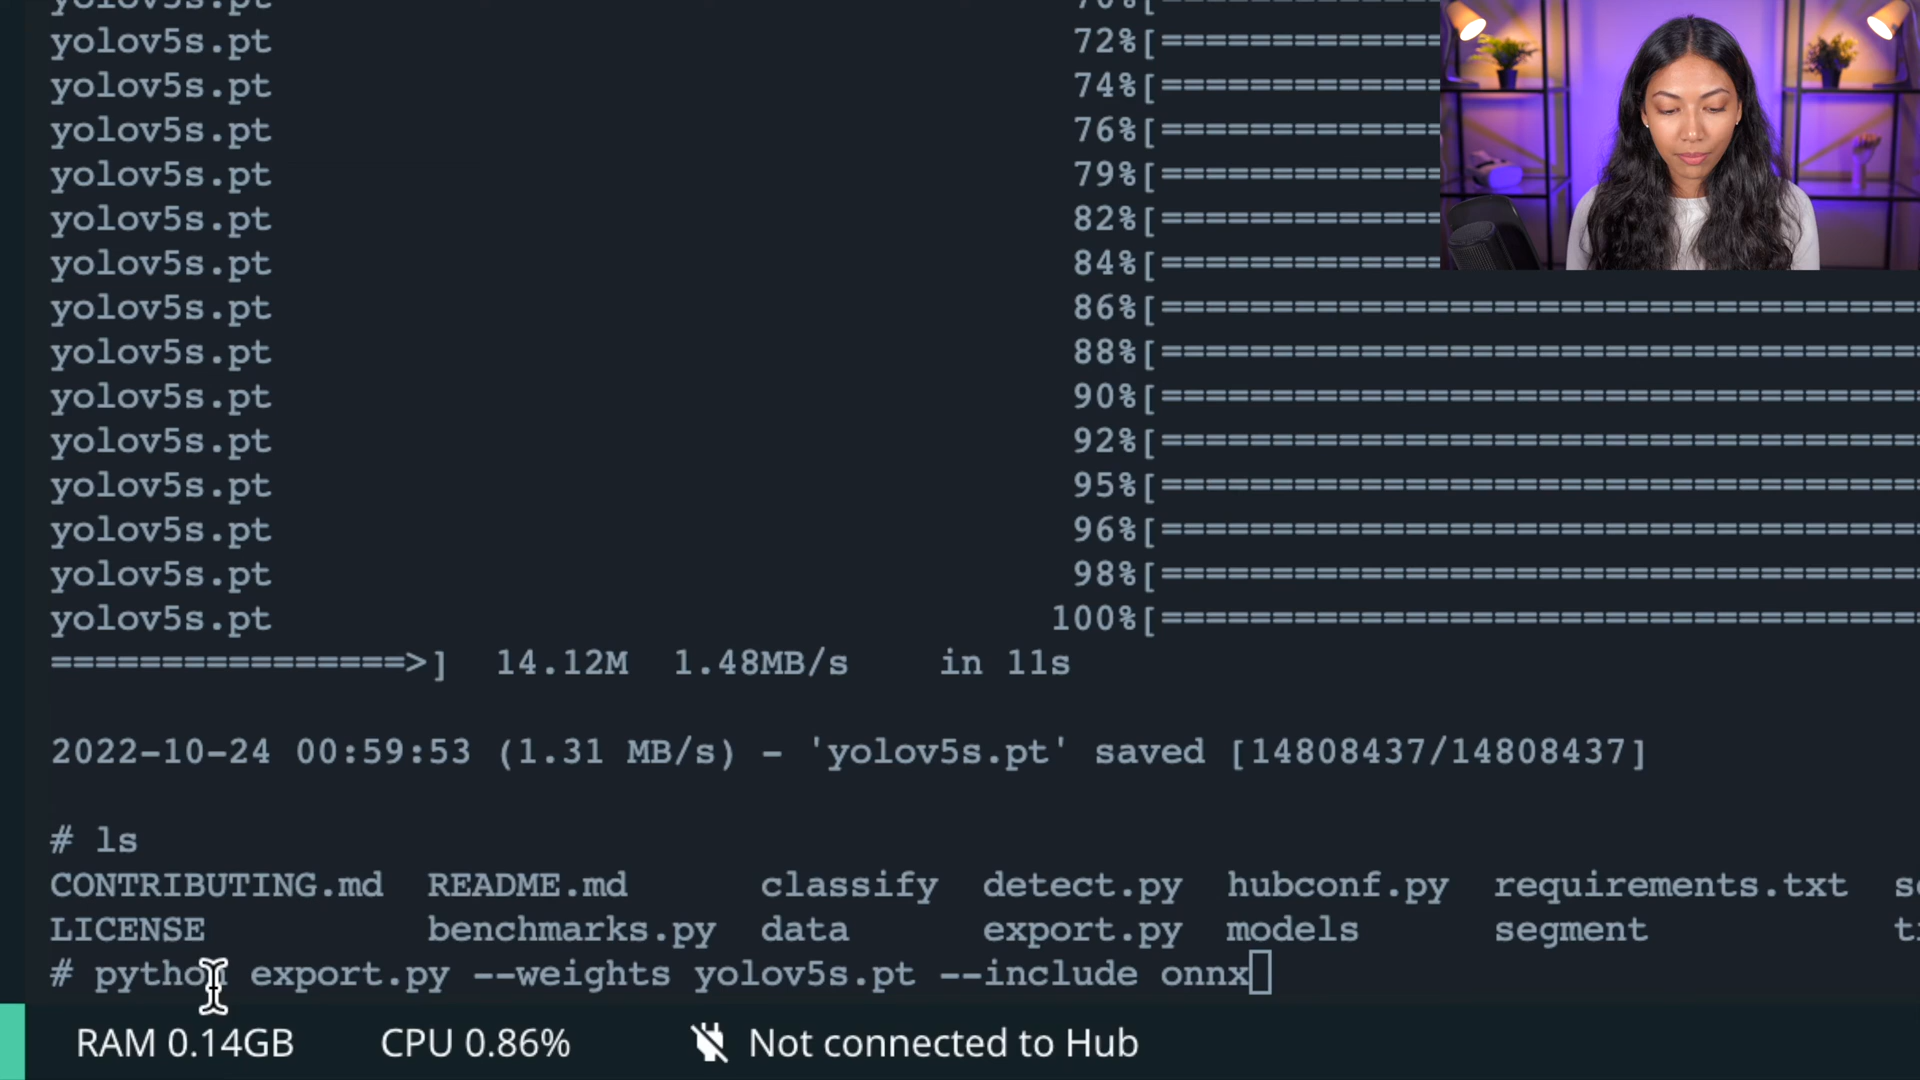 yolov5s.pt 70%[
yolov5s.pt 72%[==============
yolov5s.pt 74%[==============
yolov5s.pt 76%[==============
yolov5s.pt 79%[==============
yolov5s.pt 82%[==============
yolov5s.pt 84%[==============
yolov5s.pt 86%[==================================
yolov5s.pt 88%[==================================
yolov5s.pt 90%[==================================
yolov5s.pt 92%[==================================
yolov5s.pt 95%[==================================
yolov5s.pt 96%[==================================
yolov5s.pt 98%[==================================
yolov5s.pt 100%[==================================
================>] 14.12M 1.48MB/s in 11s
2022-10-24 00:59:53 (1.31 MB/s) - 'yolov5s.pt' saved [14808437/14808437]
# ls
CONTRIBUTING.md README.md classify detect.py hubconf.py requirements.txt
LICENSE benchmarks.py data export.py models segment
# python export.py --weights yolov5s.pt --include onnx
RAM 0.14GB CPU 0.86% Not connected to Hub